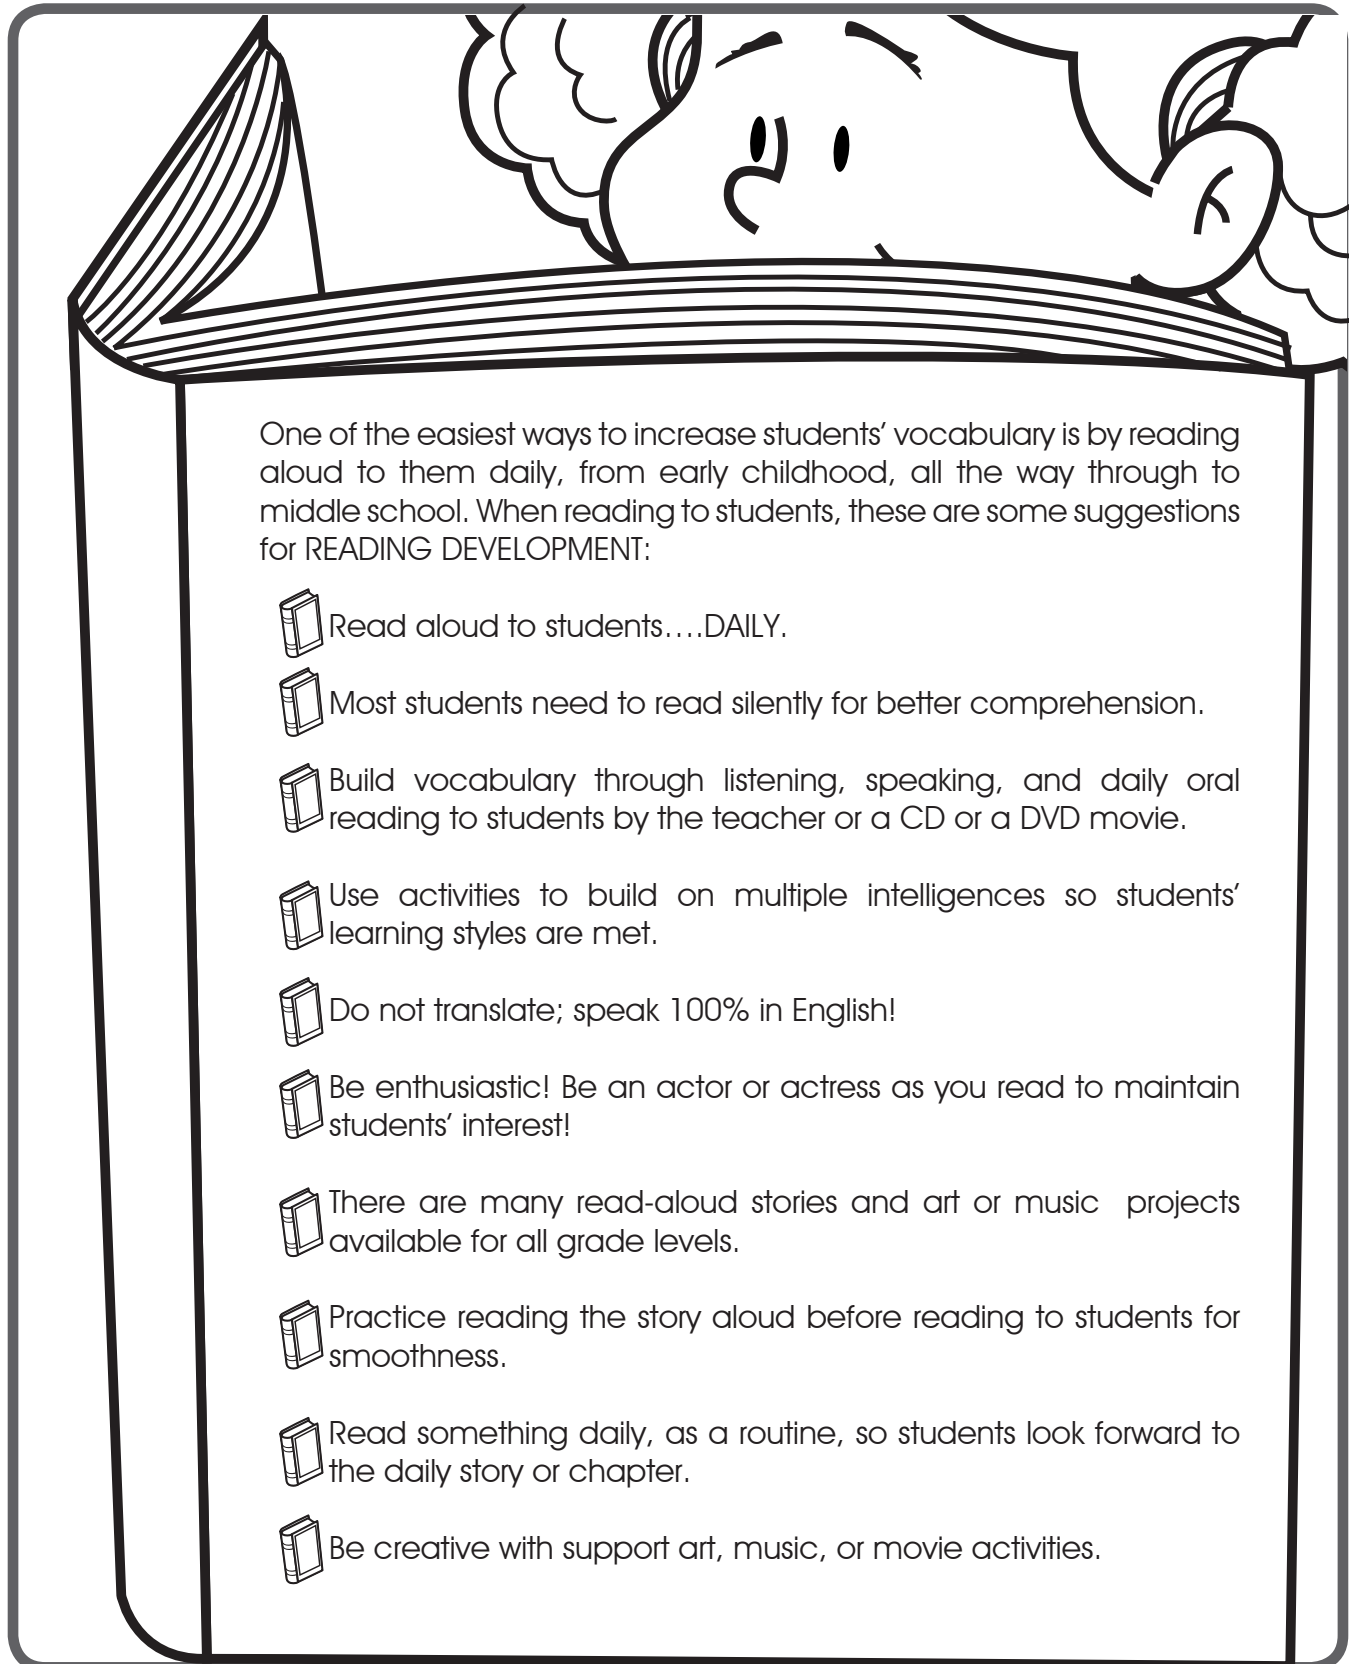 One of the easiest ways to increase students’ vocabulary is by reading
aloud to them daily, from early childhood, all the way through to
middle school. When reading to students, these are some suggestions
for READING DEVELOPMENT:
Read aloud to students....DAILY.
Most students need to read silently for better comprehension.
Build vocabulary through listening, speaking, and daily oral
reading to students by the teacher or a CD or a DVD movie.
Use activities to build on multiple intelligences so students’
learning styles are met.
Do not translate; speak 100% in English!
Be enthusiastic! Be an actor or actress as you read to maintain
students’ interest!
There are many read-aloud stories and art or music projects
available for all grade levels.
Practice reading the story aloud before reading to students for
smoothness.
Read something daily, as a routine, so students look forward to
the daily story or chapter.
Be creative with support art, music, or movie activities.